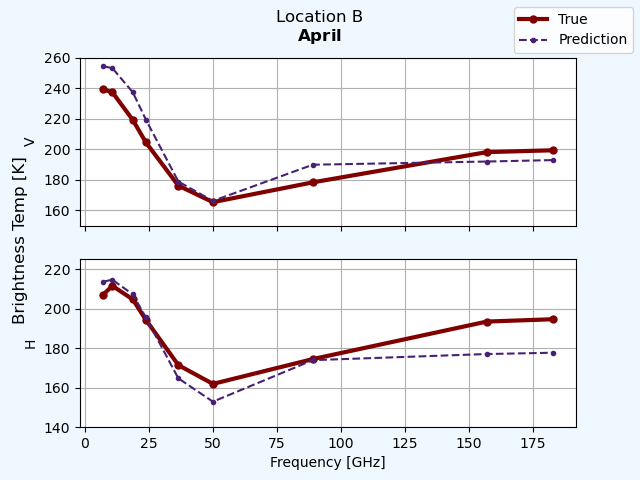 Location B
April
True
Prediction
260
240
220
200
180
160
V
Brightness Temp [K]
220
200
180
160
140
H
0
25
50
75
100
125
150
175
Frequency [GHz]